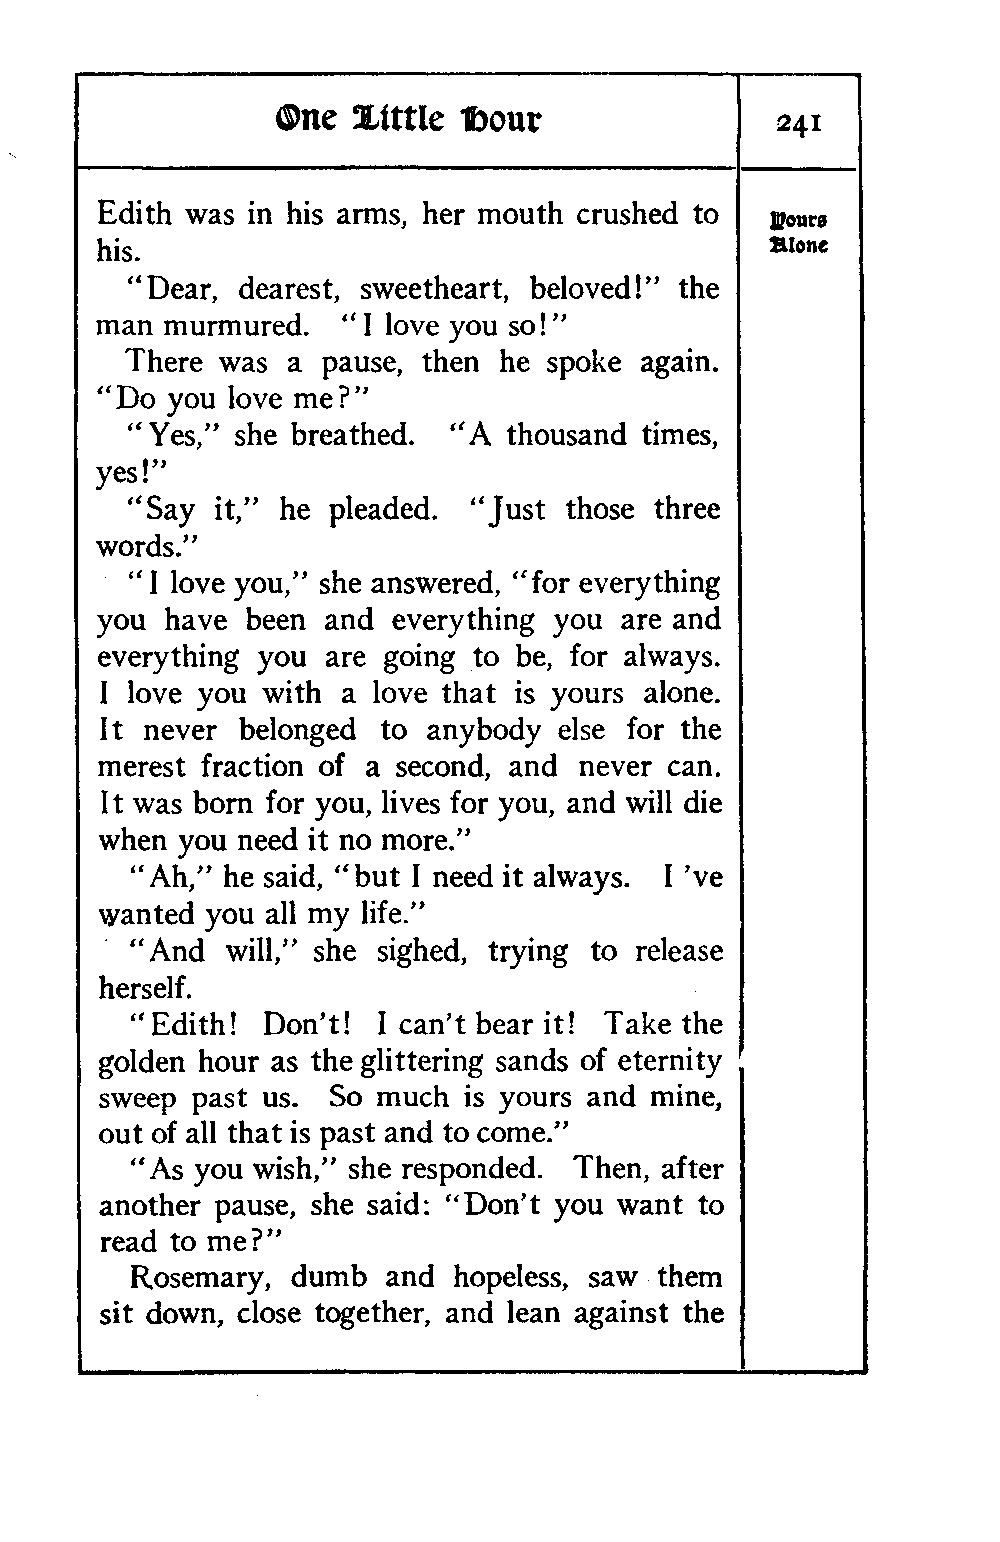 One Little Hour
241
Yours
Alone
Edith was in his arms, her mouth crushed to
his.
"Dear, dearest, sweetheart, beloved!" the
man murmured. "I love you so!"
There was a pause, then he spoke again.
"Do you love me?"
"Yes," she breathed. "A thousand times,
yes!"
"Say it," he pleaded. "Just those three
words."
"I love you," she answered, "for everything
you have been and everything you are and
everything you are going to be, for always.
I love you with a love that is yours alone.
It never belonged to anybody else for the
merest fraction of a second, and never can.
It was born for you, lives for you, and will die
when you need it no more."
"Ah," he said, "but I need it always. I 've
wanted you all my life."
"And will," she sighed, trying to release
herself.
"Edith! Don't! I can't bear it! Take the
golden hour as the glittering sands of eternity
sweep past us. So much is yours and mine,
out of all that is past and to come."
"As you wish," she responded. Then, after
another pause, she said: "Don't you want to
read to me?"
Rosemary, dumb and hopeless, saw them
sit down, close together, and lean against the